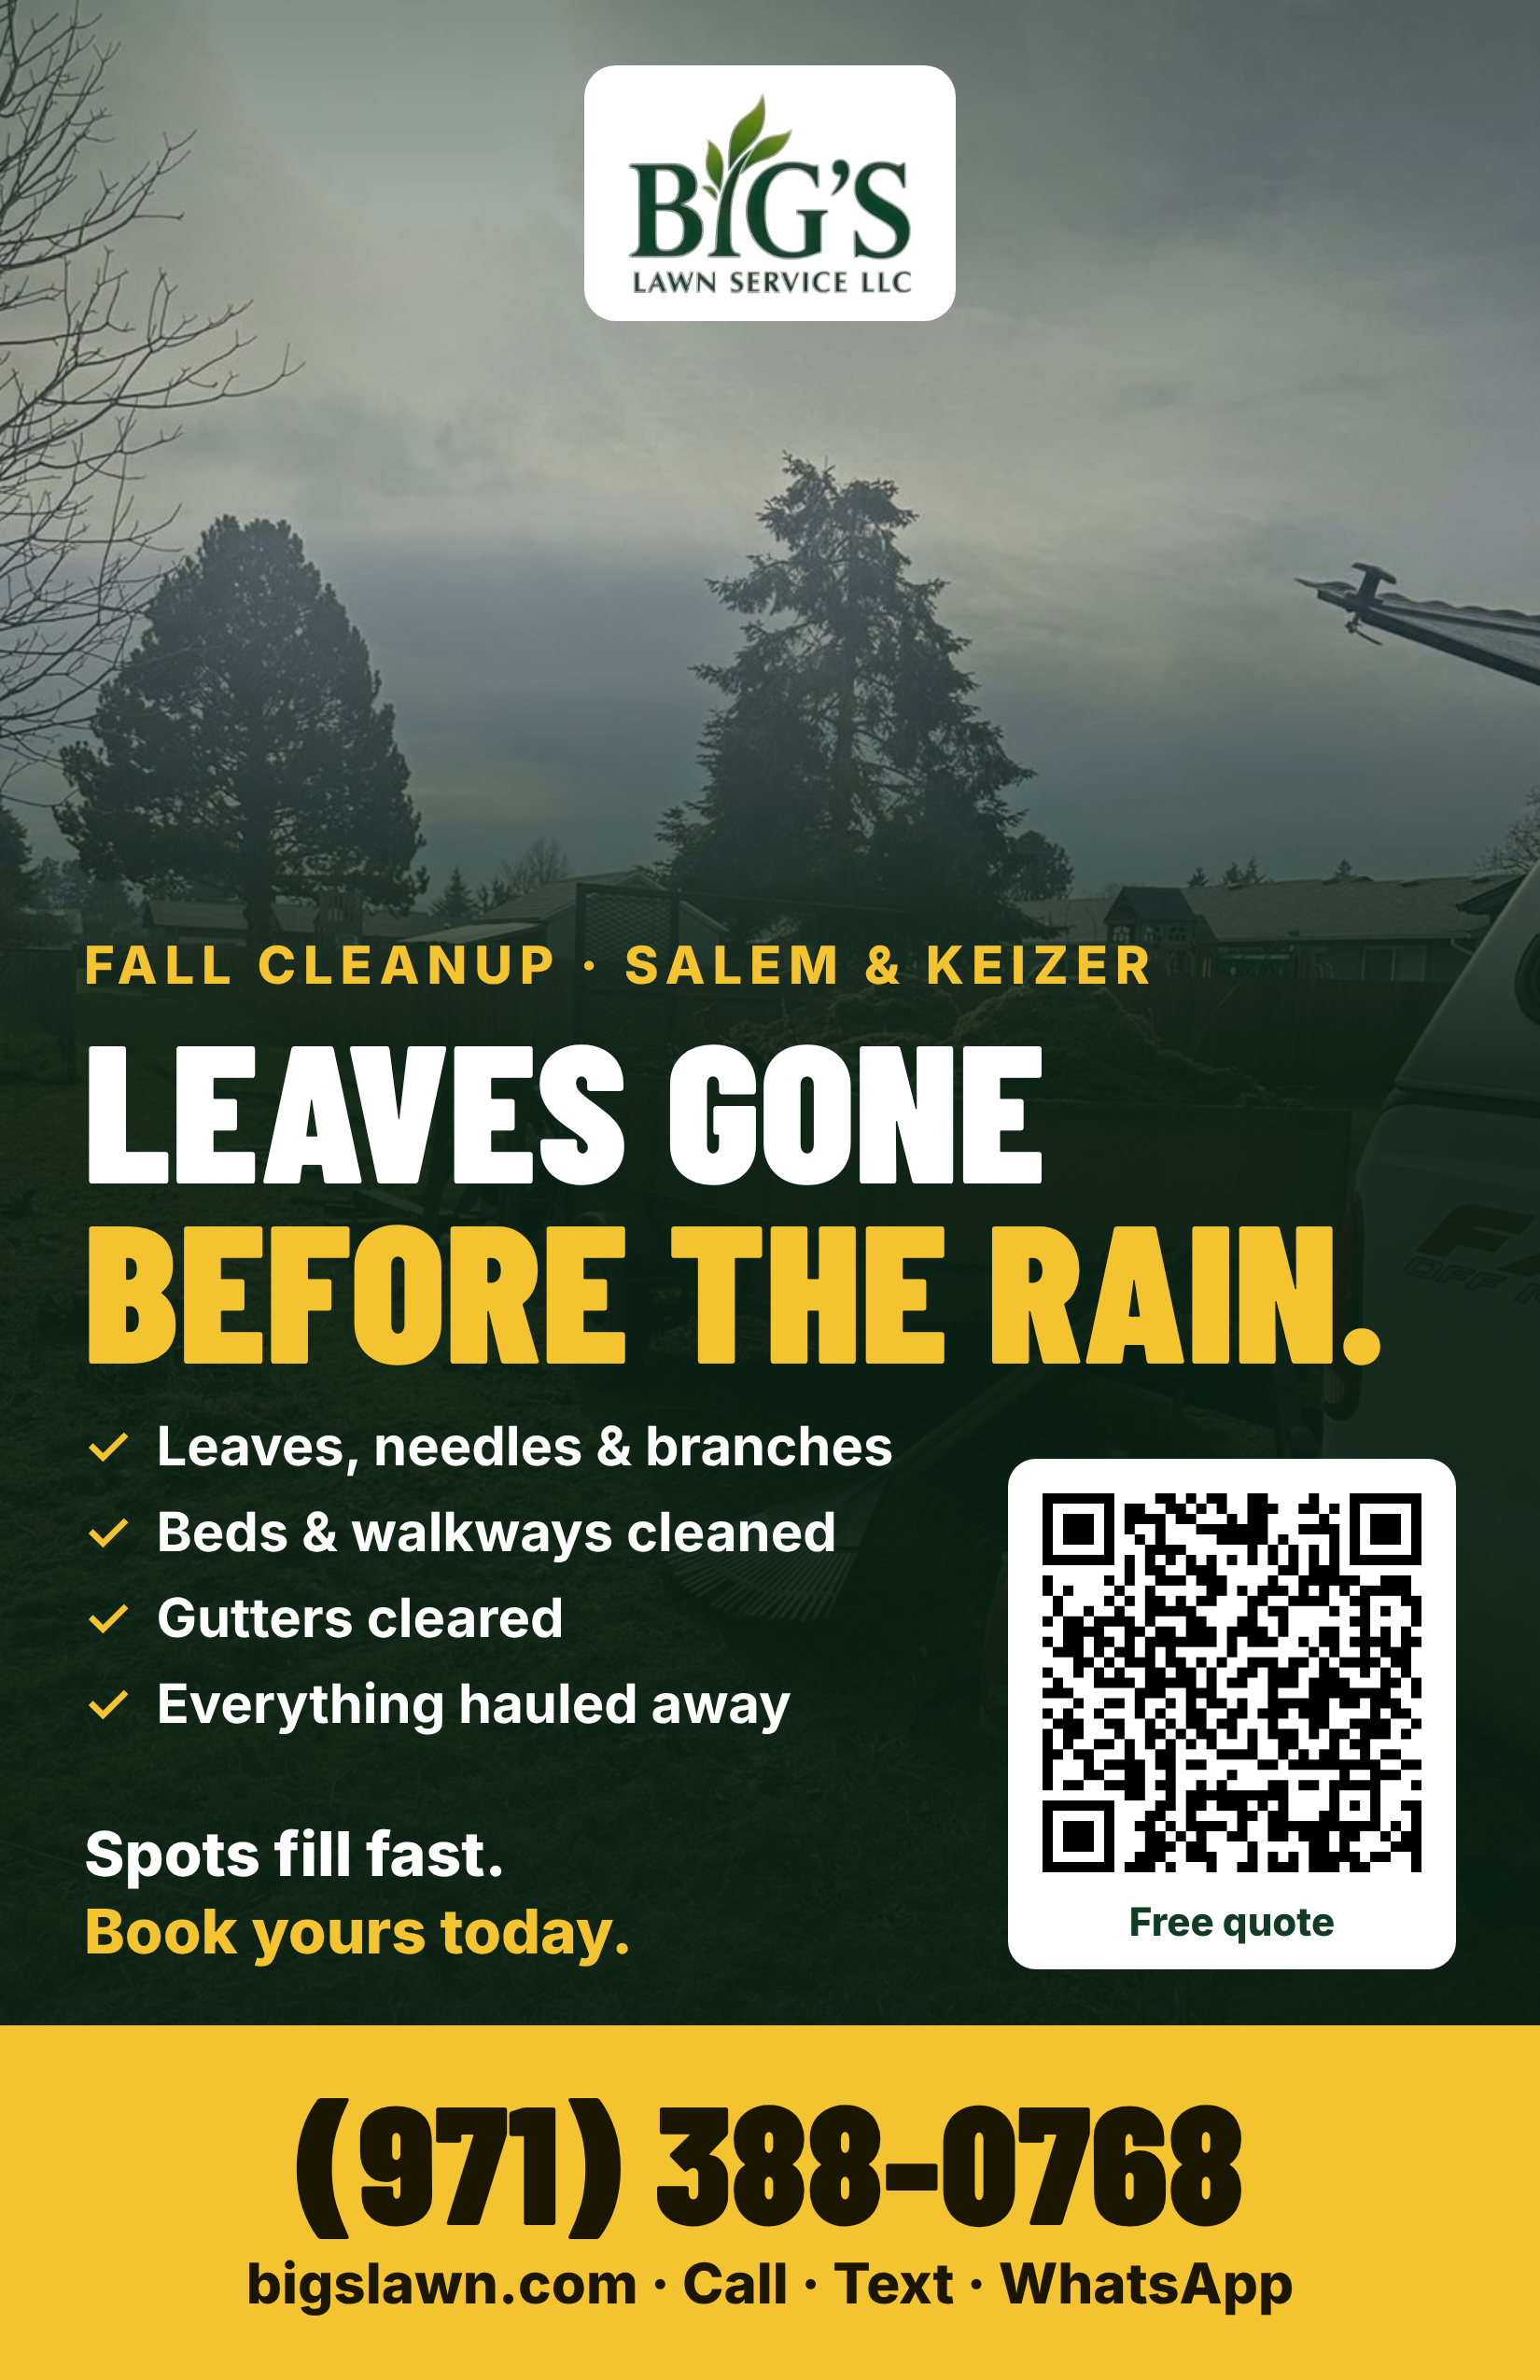 BIG'S
LAWN SERVICE LLC
FALL CLEANUP · SALEM & KEIZER
LEAVES GONE
BEFORE THE RAIN.
Leaves, needles & branches
Beds & walkways cleaned
Gutters cleared
Everything hauled away
Spots fill fast.
Book yours today.
Free quote
(971) 388-0768
bigslawn.com · Call · Text · WhatsApp